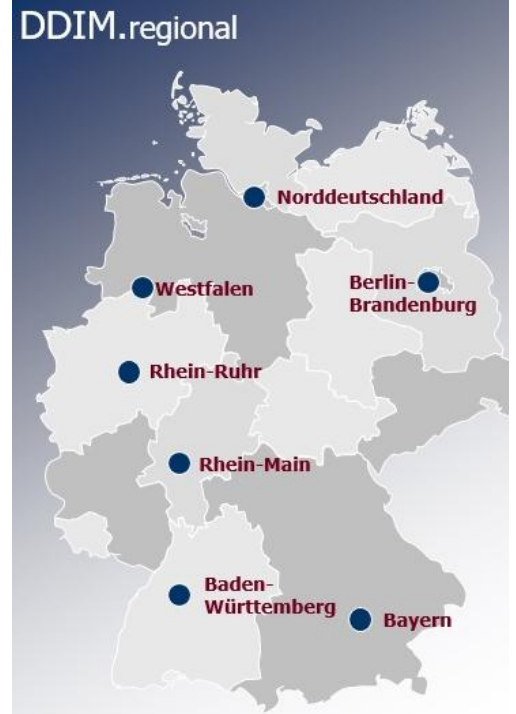 DDIM.regional
Norddeutschland
Westfalen
Berlin-
Brandenburg
Rhein-Ruhr
Rhein-Main
Baden-
Württemberg
Bayern